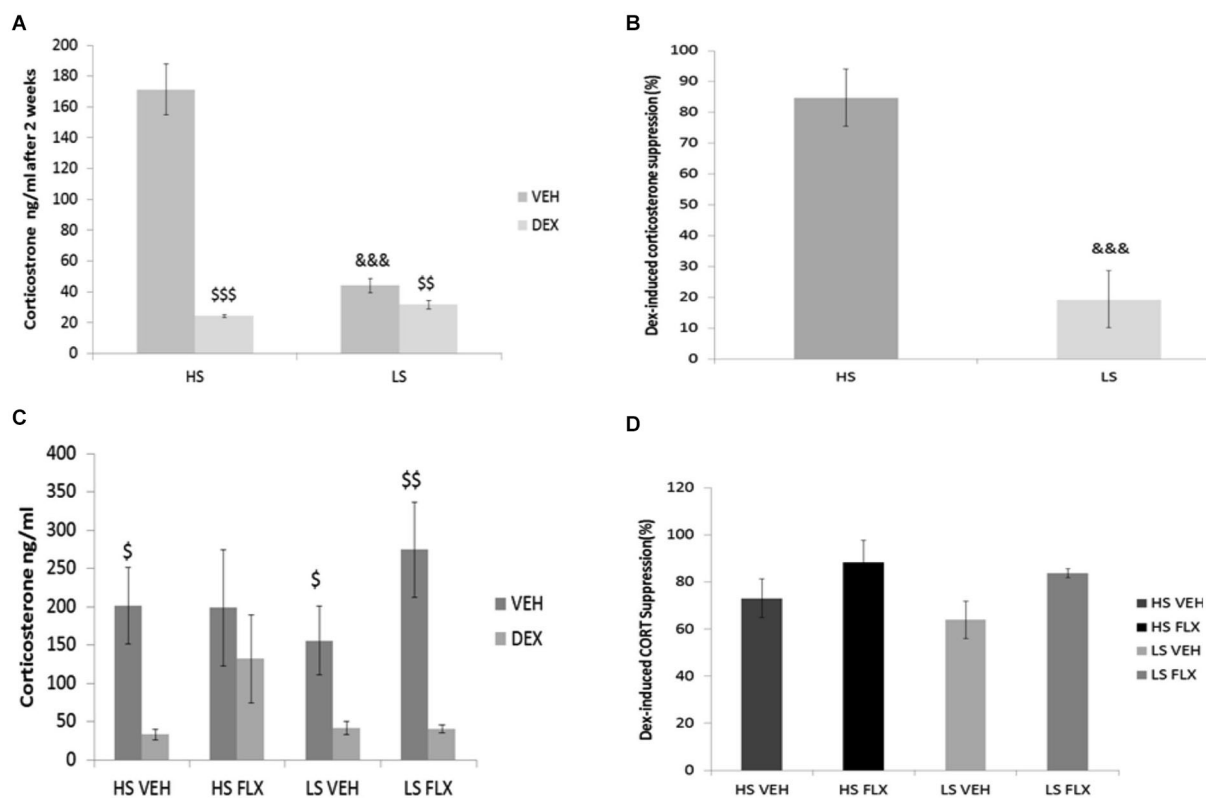 A
Corticostrone ng/ml after 2 weeks
200
180
160
140
120
100
80
60
40
20
0
$$$
&&&
$$
HS
LS
VEH
DEX
B
Dex-induced corticosterone suppression (%)
100
90
80
70
60
50
40
30
20
10
0
&&&
HS
LS
C
Corticosterone ng/ml
400
350
300
250
200
150
100
50
0
$
$
$$
HS VEH
HS FLX
LS VEH
LS FLX
VEH
DEX
D
Dex-induced CORT Suppression(%)
120
100
80
60
40
20
0
HS VEH
HS FLX
LS VEH
LS FLX
HS VEH
HS FLX
LS VEH
LS FLX